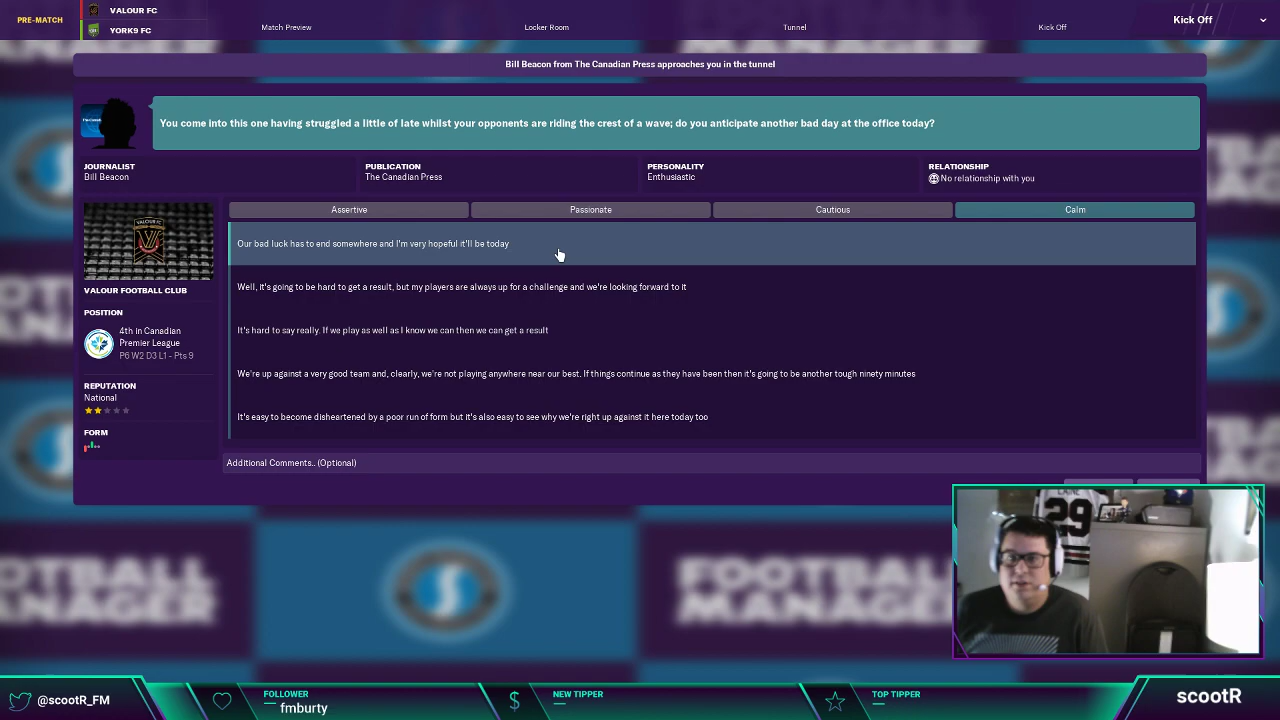 PRE-MATCH
VALOUR FC
YORK9 FC
Match Preview
Locker Room
Tunnel
Kick Off
Kick Off
Bill Beacon from The Canadian Press approaches you in the tunnel
You come into this one having struggled a little of late whilst your opponents are riding the crest of a wave; do you anticipate another bad day at the office today?
JOURNALIST
Bill Beacon
PUBLICATION
The Canadian Press
PERSONALITY
Enthusiastic
RELATIONSHIP
No relationship with you
Assertive
Passionate
Cautious
Calm
VALOUR FC
VALOUR FOOTBALL CLUB
POSITION
4th in Canadian
Premier League
P6 W2 D3 L1 - Pts 9
REPUTATION
National
FORM
Our bad luck has to end somewhere and I'm very hopeful it'll be today
Well, it's going to be hard to get a result, but my players are always up for a challenge and we're looking forward to it
It's hard to say really. If we play as well as I know we can then we can get a result
We're up against a very good team and, clearly, we're not playing anywhere near our best. If things continue as they have been then it's going to be another tough ninety minutes
It's easy to become disheartened by a poor run of form but it's also easy to see why we're right up against it here today too
Additional Comments.. (Optional)
FOOTBALL
MANAGER
FOOTBALL
MANAGER
LAINE
29
@scootR_FM
FOLLOWER
fmburty
NEW TIPPER
TOP TIPPER
scootR